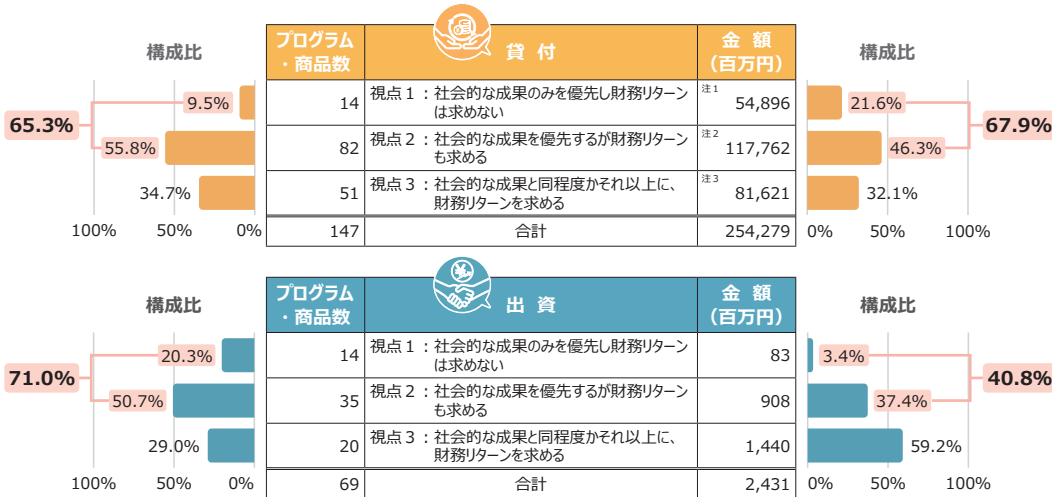 構成比
プログラム
・商品数
貸 付
金 額
(百万円)
構成比
9.5%
14
視点1:社会的な成果のみを優先し財務リターン
は求めない
注1
54,896
21.6%
65.3%
55.8%
82
視点2:社会的な成果を優先するが財務リターン
も求める
注2
117,762
46.3%
67.9%
34.7%
51
視点3:社会的な成果と同程度かそれ以上に、
財務リターンを求める
注3
81,621
32.1%
100% 50% 0%
147
合計
254,279
0% 50% 100%
構成比
プログラム
・商品数
出 資
金 額
(百万円)
構成比
20.3%
14
視点1:社会的な成果のみを優先し財務リターン
は求めない
83
3.4%
71.0%
50.7%
35
視点2:社会的な成果を優先するが財務リターン
も求める
908
37.4%
40.8%
29.0%
20
視点3:社会的な成果と同程度かそれ以上に、
財務リターンを求める
1,440
59.2%
100% 50% 0%
69
合計
2,431
0% 50% 100%